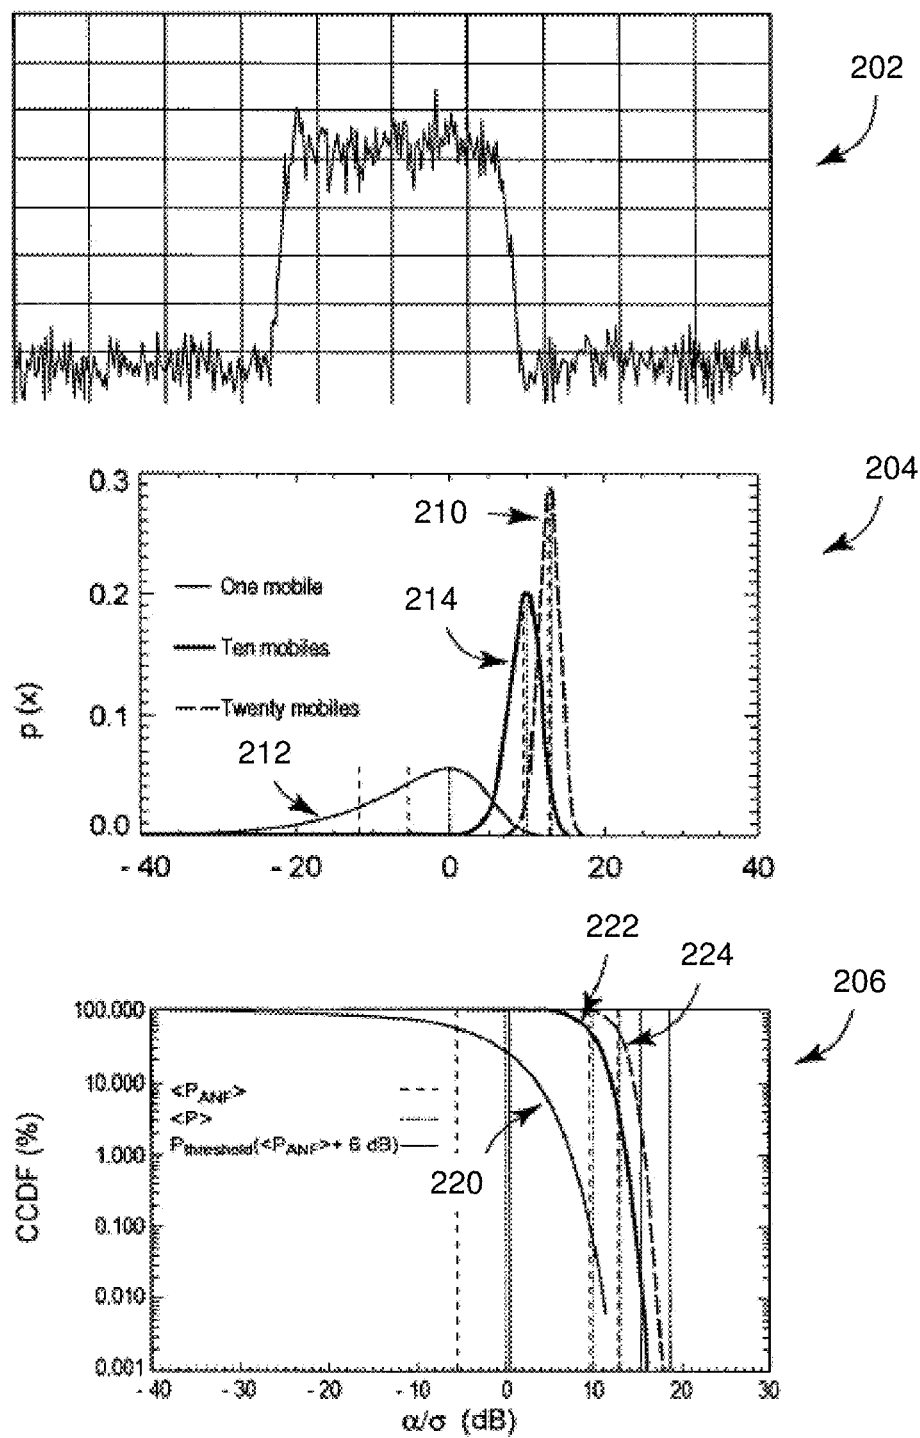 202
204
0.3
210
One mobile
0.2
214
Ten mobiles
p (x)
0.1
Twenty mobiles
212
0.0
- 40 - 20 0 20 40
222
224
206
100.000
10.000
<P_ANF>
<P>
1.000
P_threshold(<P_ANF>+ 6 dB)
220
CCDF (%)
0.100
0.010
0.001
- 40 - 30 - 20 - 10 0 10 20 30
α/σ (dB)